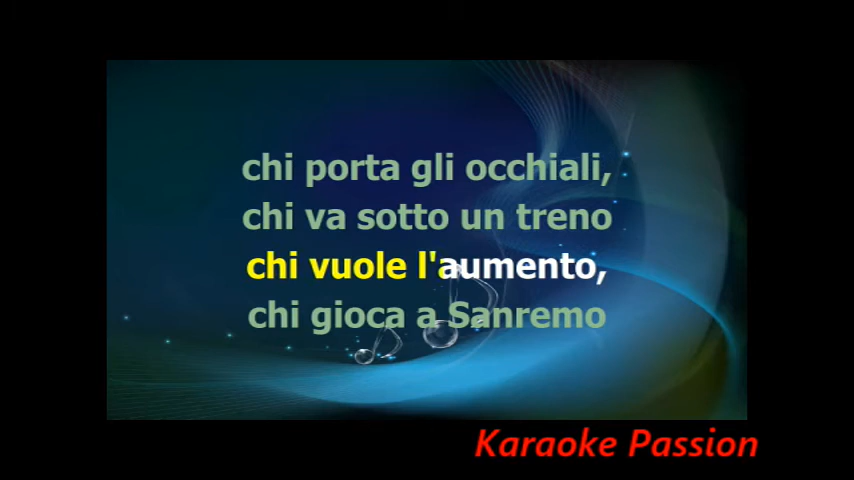 chi porta gli occhiali,
chi va sotto un treno
chi vuole l'aumento,
chi gioca a Sanremo
Karaoke Passion